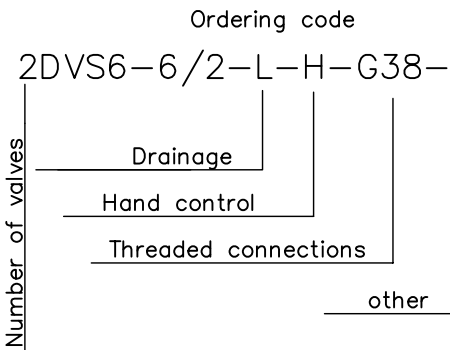 Ordering code
2DVS6-6/2-L-H-G38-
Drainage
Hand control
Threaded connections
other
Number of valves